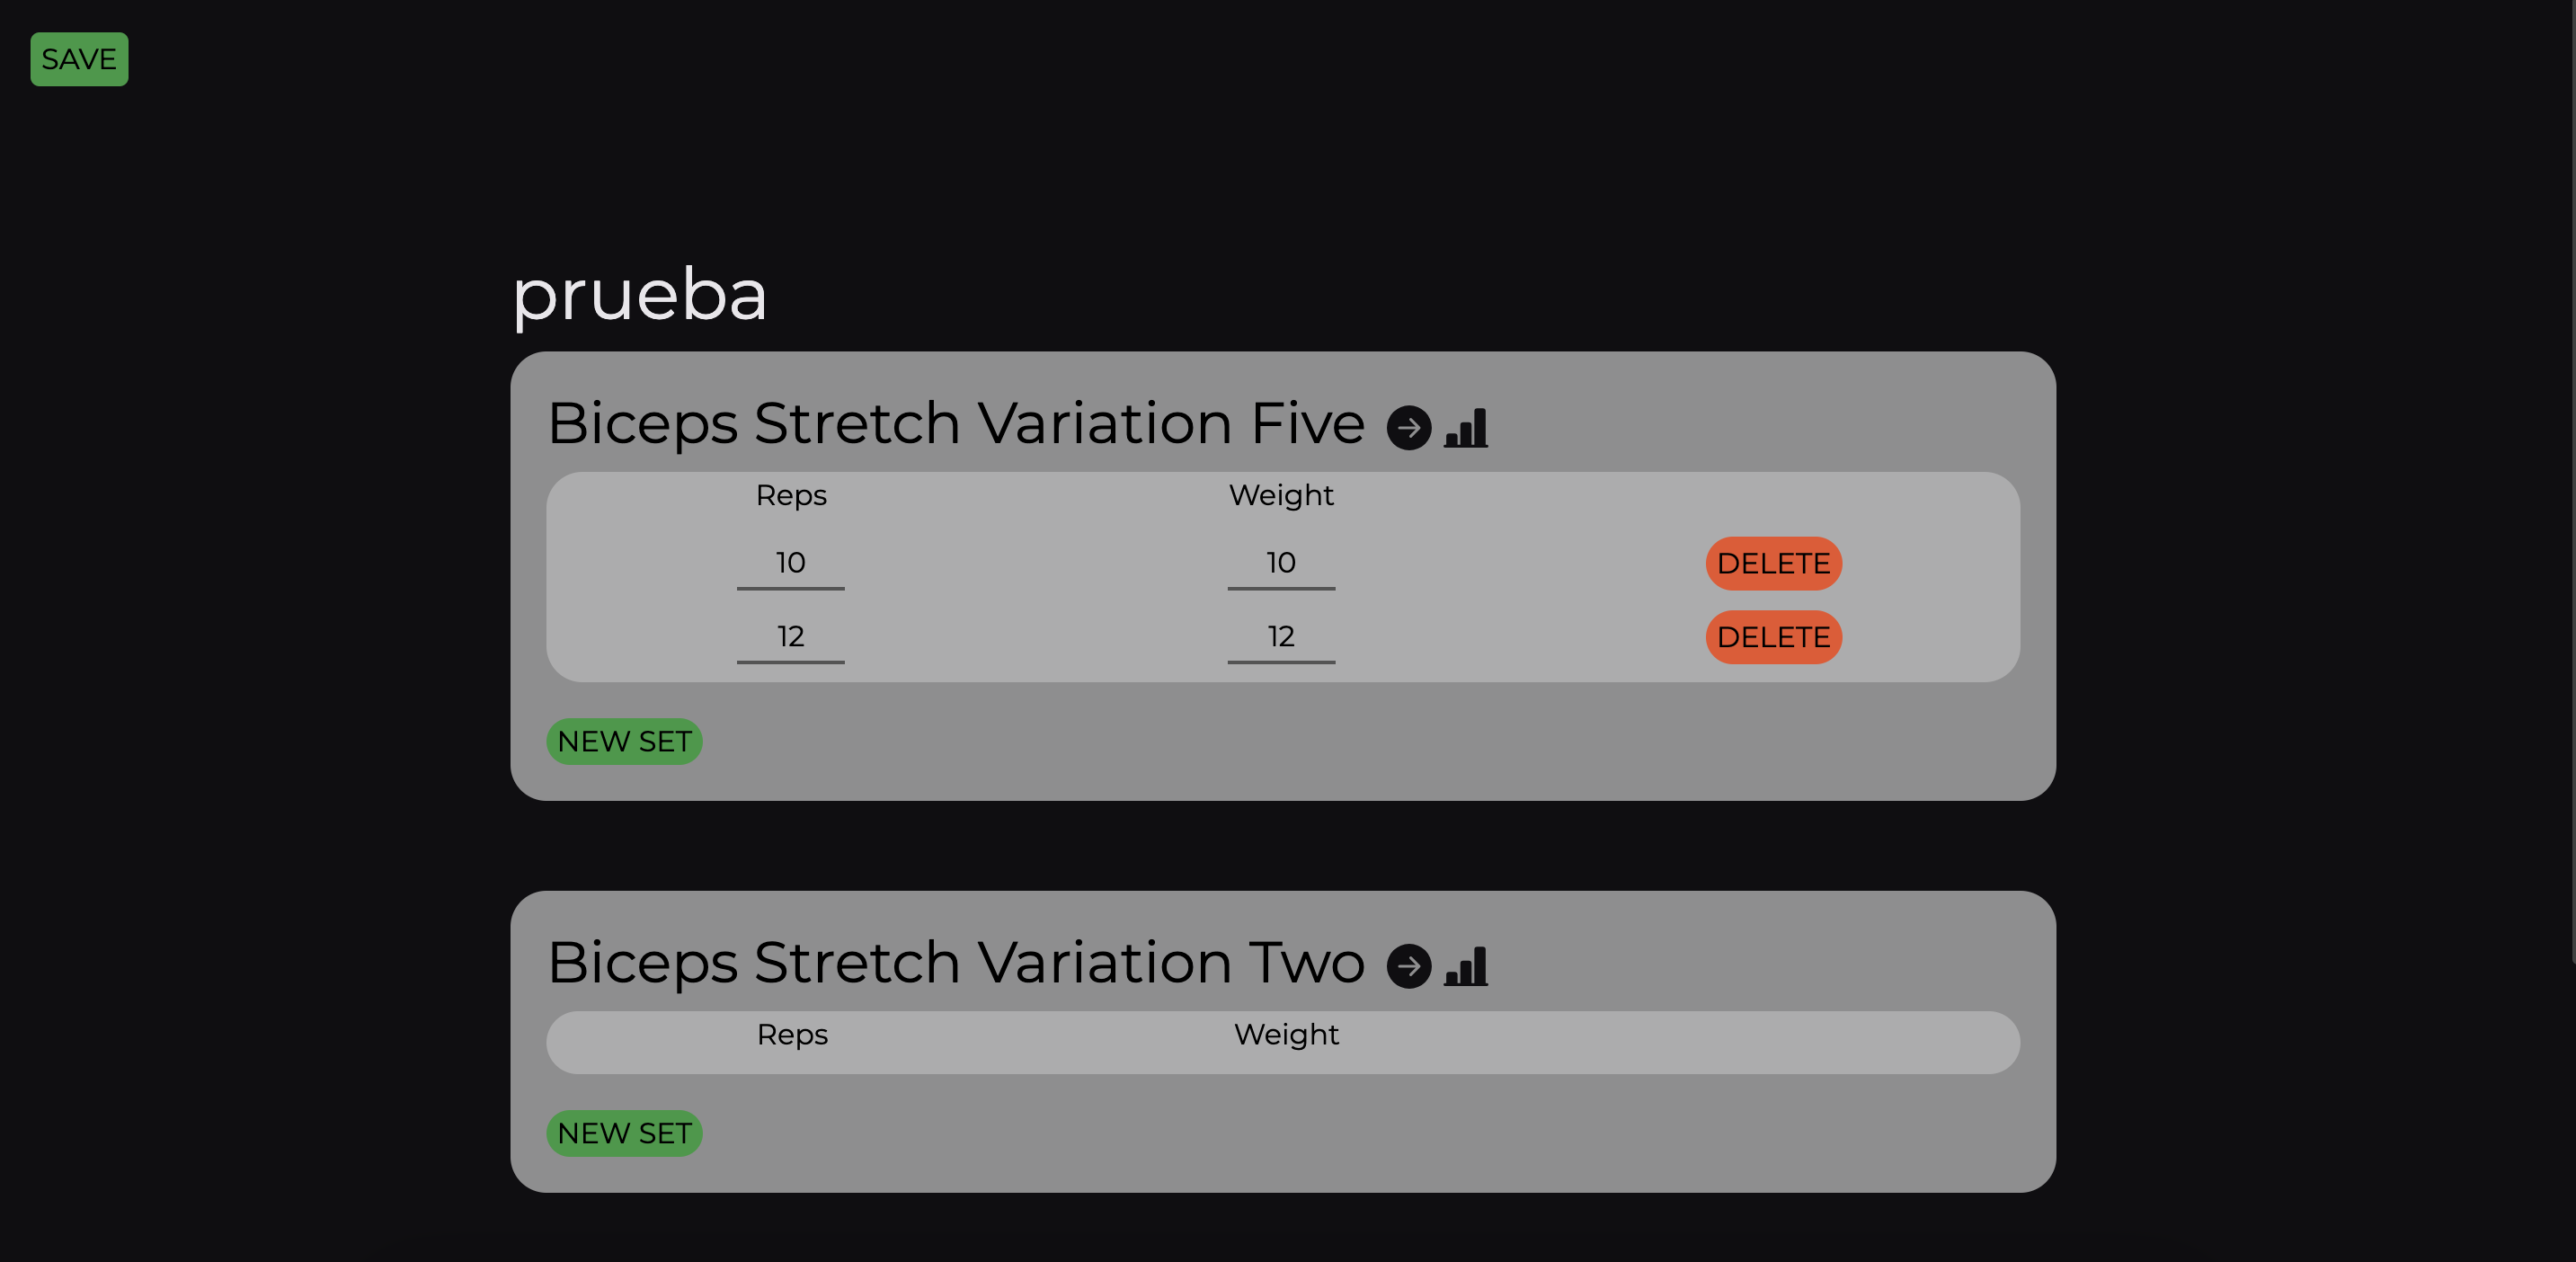 SAVE
prueba
Biceps Stretch Variation Five
Reps Weight
10 10 DELETE
12 12 DELETE
NEW SET
Biceps Stretch Variation Two
Reps Weight
NEW SET